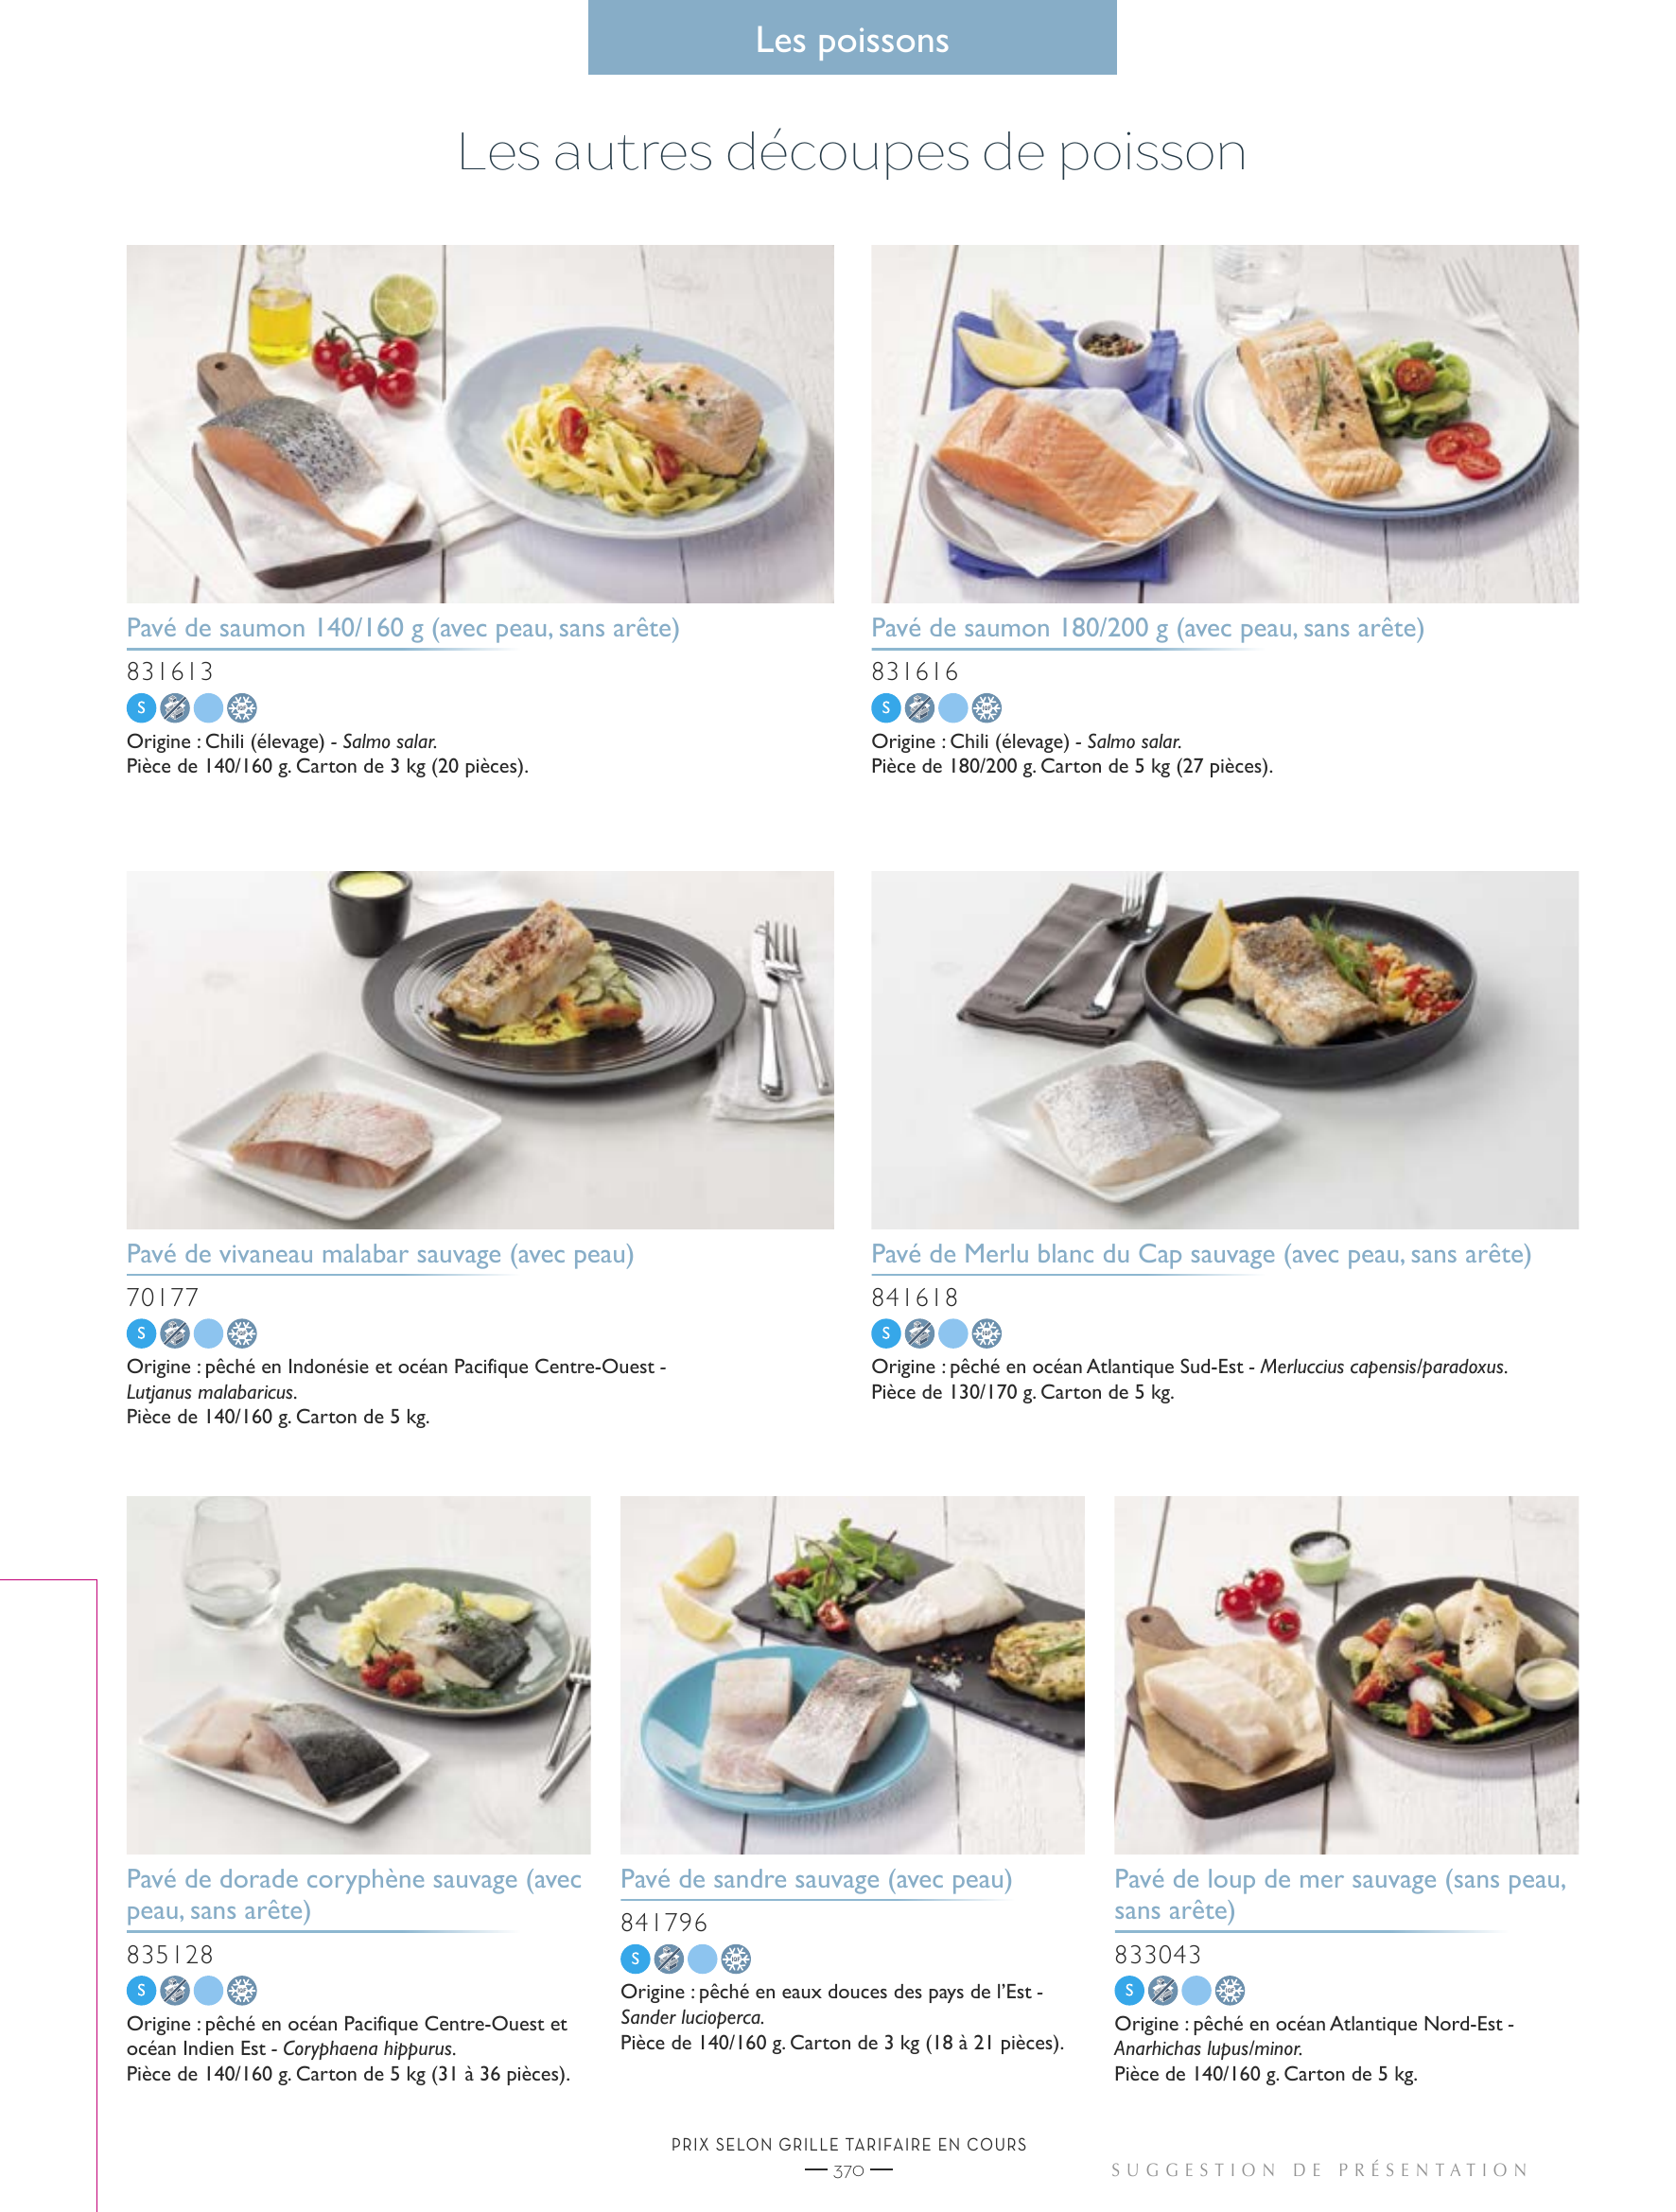 Les poissons
Les autres découpes de poisson
Pavé de saumon 140/160 g (avec peau, sans arête)
831613
S
Origine : Chili (élevage) - Salmo salar.
Pièce de 140/160 g. Carton de 3 kg (20 pièces).
Pavé de saumon 180/200 g (avec peau, sans arête)
831616
S
Origine : Chili (élevage) - Salmo salar.
Pièce de 180/200 g. Carton de 5 kg (27 pièces).
Pavé de vivaneau malabar sauvage (avec peau)
70177
S
Origine : pêché en Indonésie et océan Pacifique Centre-Ouest -
Lutjanus malabaricus.
Pièce de 140/160 g. Carton de 5 kg.
Pavé de Merlu blanc du Cap sauvage (avec peau, sans arête)
841618
S
Origine : pêché en océan Atlantique Sud-Est - Merluccius capensis/paradoxus.
Pièce de 130/170 g. Carton de 5 kg.
Pavé de dorade coryphène sauvage (avec
peau, sans arête)
835128
S
Origine : pêché en océan Pacifique Centre-Ouest et
océan Indien Est - Coryphaena hippurus.
Pièce de 140/160 g. Carton de 5 kg (31 à 36 pièces).
Pavé de sandre sauvage (avec peau)
841796
S
Origine : pêché en eaux douces des pays de l'Est -
Sander lucioperca.
Pièce de 140/160 g. Carton de 3 kg (18 à 21 pièces).
Pavé de loup de mer sauvage (sans peau,
sans arête)
833043
S
Origine : pêché en océan Atlantique Nord-Est -
Anarhichas lupus/minor.
Pièce de 140/160 g. Carton de 5 kg.
PRIX SELON GRILLE TARIFAIRE EN COURS
370
SUGGESTION DE PRÉSENTATION